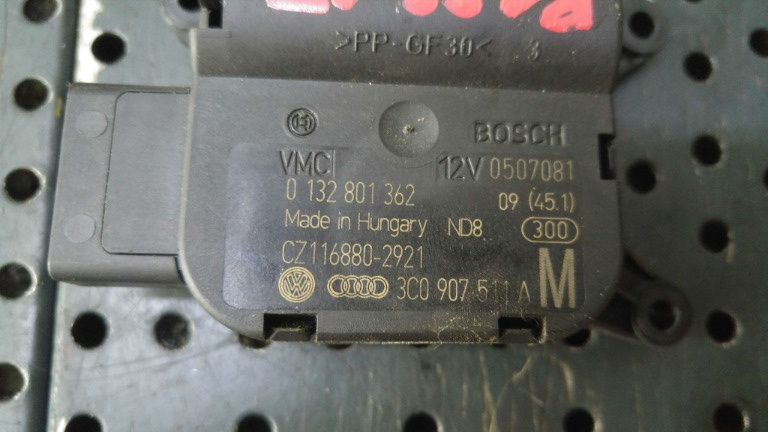 >PP-GF30< 3
BOSCH
VMC 12V 0507081
0 132 801 362 09 (45.1)
Made in Hungary ND8 300
CZ116880-2921
3C0 907 511 A M